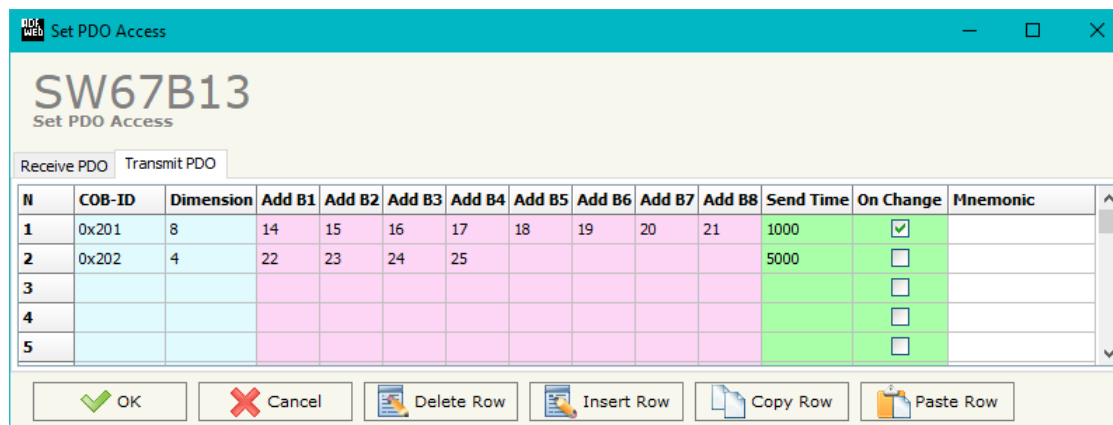 ADF WEB Set PDO Access
SW67B13
Set PDO Access
Receive PDO Transmit PDO
N COB-ID Dimension Add B1 Add B2 Add B3 Add B4 Add B5 Add B6 Add B7 Add B8 Send Time On Change Mnemonic
1 0x201 8 14 15 16 17 18 19 20 21 1000
2 0x202 4 22 23 24 25 5000
3
4
5
OK Cancel Delete Row Insert Row Copy Row Paste Row